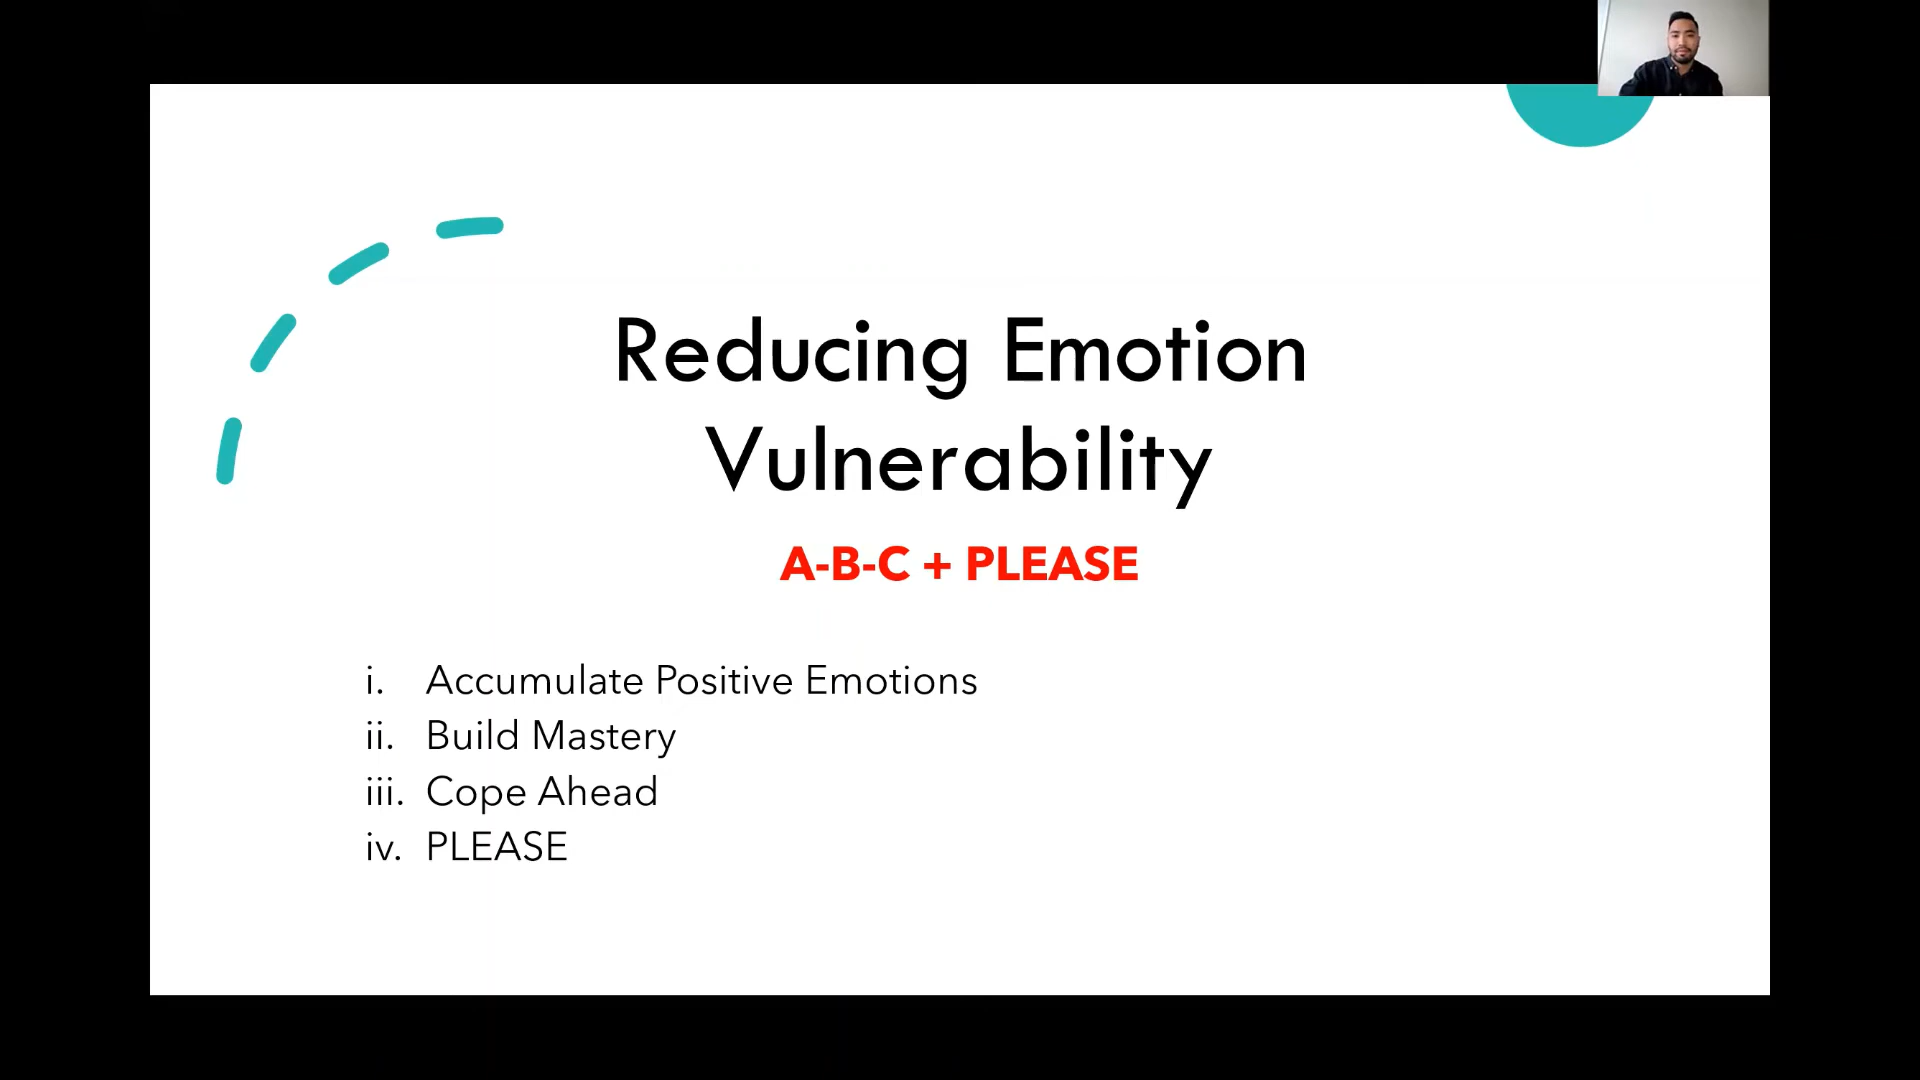 Reducing Emotion
Vulnerability
A-B-C + PLEASE
i. Accumulate Positive Emotions
ii. Build Mastery
iii. Cope Ahead
iv. PLEASE